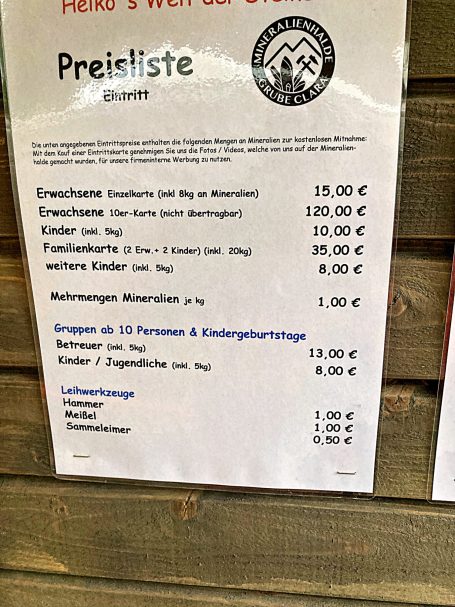 Heiko's Welt der Steine
Preisliste
MINERALIENHALDE
GRUBE CLARA
Eintritt
Die unten angegebenen Eintrittspreise enthalten die folgenden Mengen an Mineralien zur kostenlosen Mitnahme:
Mit dem Kauf einer Eintrittskarte genehmigen Sie uns die Fotos / Videos, welche von uns auf der Mineralien-
halde gemacht wurden, für unsere firmeninterne Werbung zu nutzen.
Erwachsene Einzelkarte (inkl 8kg an Mineralien) 15,00 €
Erwachsene 10er-Karte (nicht übertragbar) 120,00 €
Kinder (inkl. 5kg) 10,00 €
Familienkarte (2 Erw.+ 2 Kinder) (inkl. 20kg) 35,00 €
weitere Kinder (inkl. 5kg) 8,00 €
Mehrmengen Mineralien je kg 1,00 €
Gruppen ab 10 Personen & Kindergeburtstage
Betreuer (inkl. 5kg) 13,00 €
Kinder / Jugendliche (inkl. 5kg) 8,00 €
Leihwerkzeuge
Hammer 1,00 €
Meißel 1,00 €
Sammeleimer 0,50 €